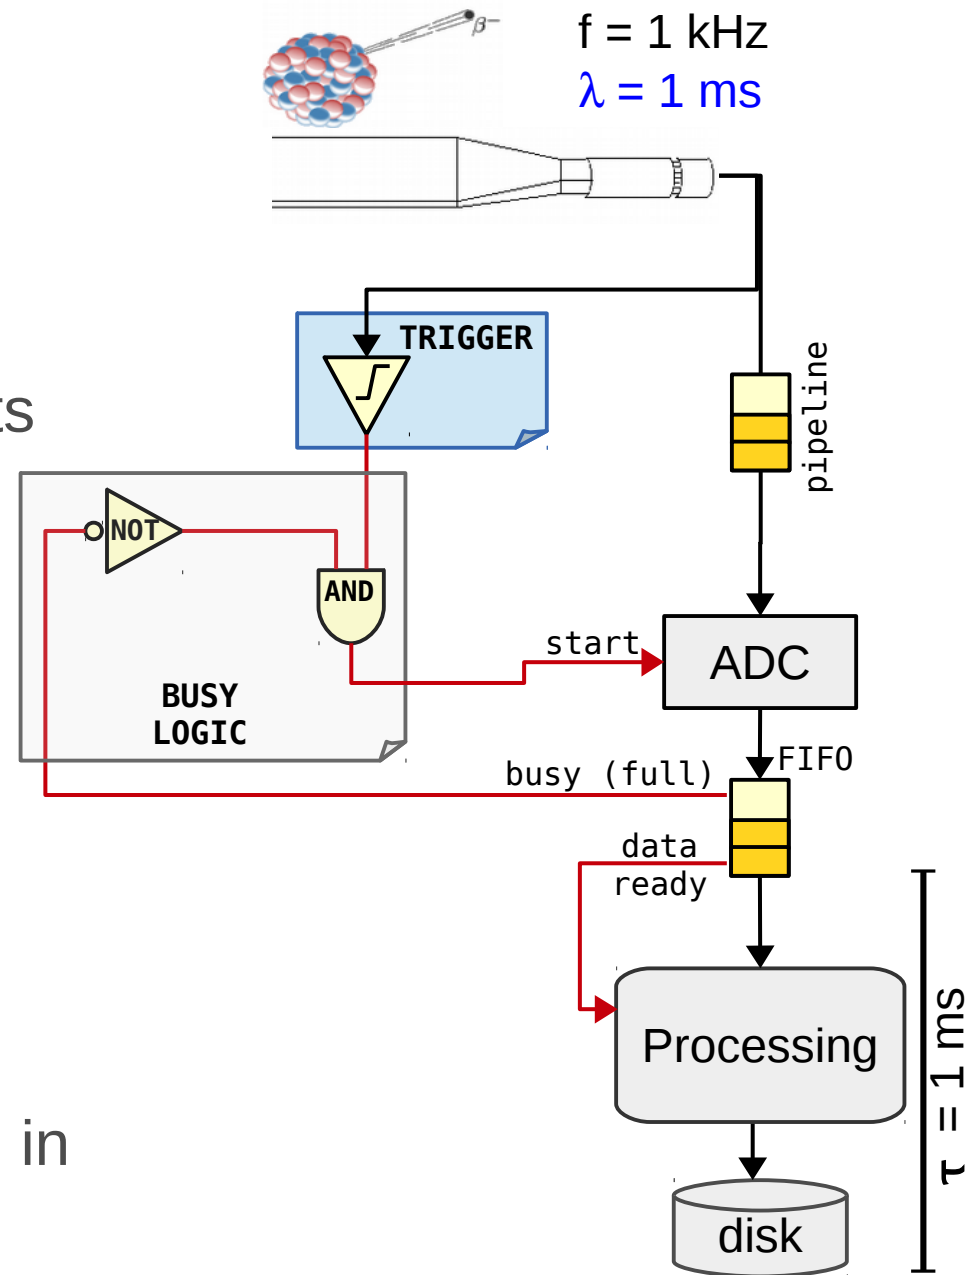 β⁻
f = 1 kHz
λ = 1 ms
TRIGGER
pipeline
ts
NOT
AND
start
ADC
BUSY
LOGIC
FIFO
busy (full)
data
ready
Processing
τ = 1 ms
in
disk